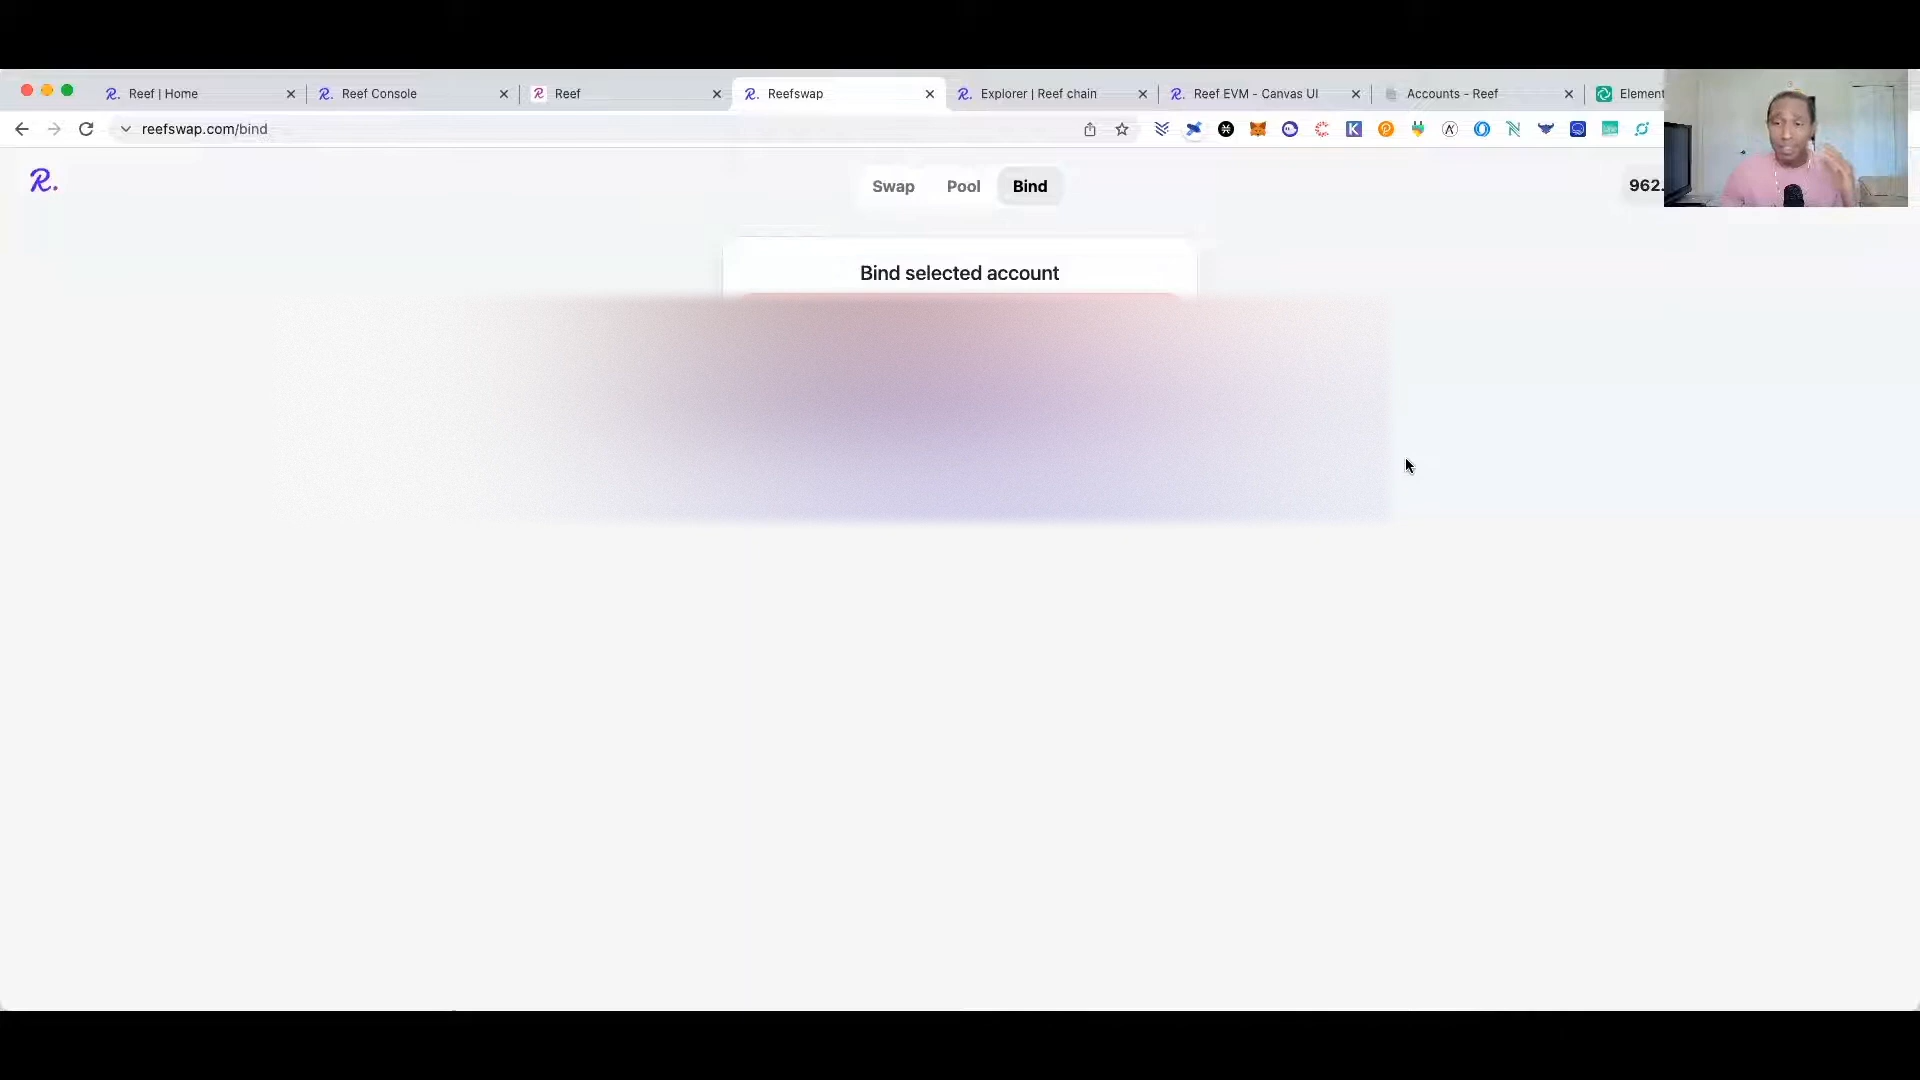 Reef | Home
Reef Console
Reef
Reefswap
Explorer | Reef chain
Reef EVM - Canvas UI
Accounts - Reef
Element
reefswap.com/bind
R.
Swap
Pool
Bind
962.
Bind selected account